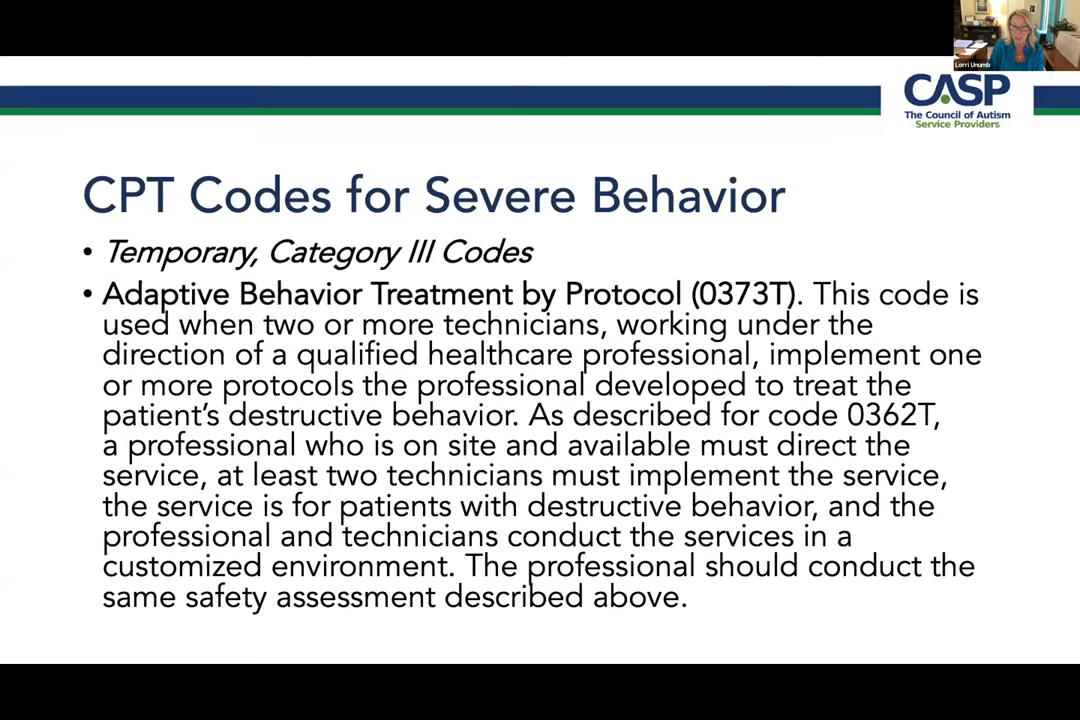 Lorri Unumb
CASP
The Council of Autism
Service Providers
CPT Codes for Severe Behavior
• Temporary, Category III Codes
• Adaptive Behavior Treatment by Protocol (0373T). This code is
used when two or more technicians, working under the
direction of a qualified healthcare professional, implement one
or more protocols the professional developed to treat the
patient's destructive behavior. As described for code 0362T,
a professional who is on site and available must direct the
service, at least two technicians must implement the service,
the service is for patients with destructive behavior, and the
professional and technicians conduct the services in a
customized environment. The professional should conduct the
same safety assessment described above.